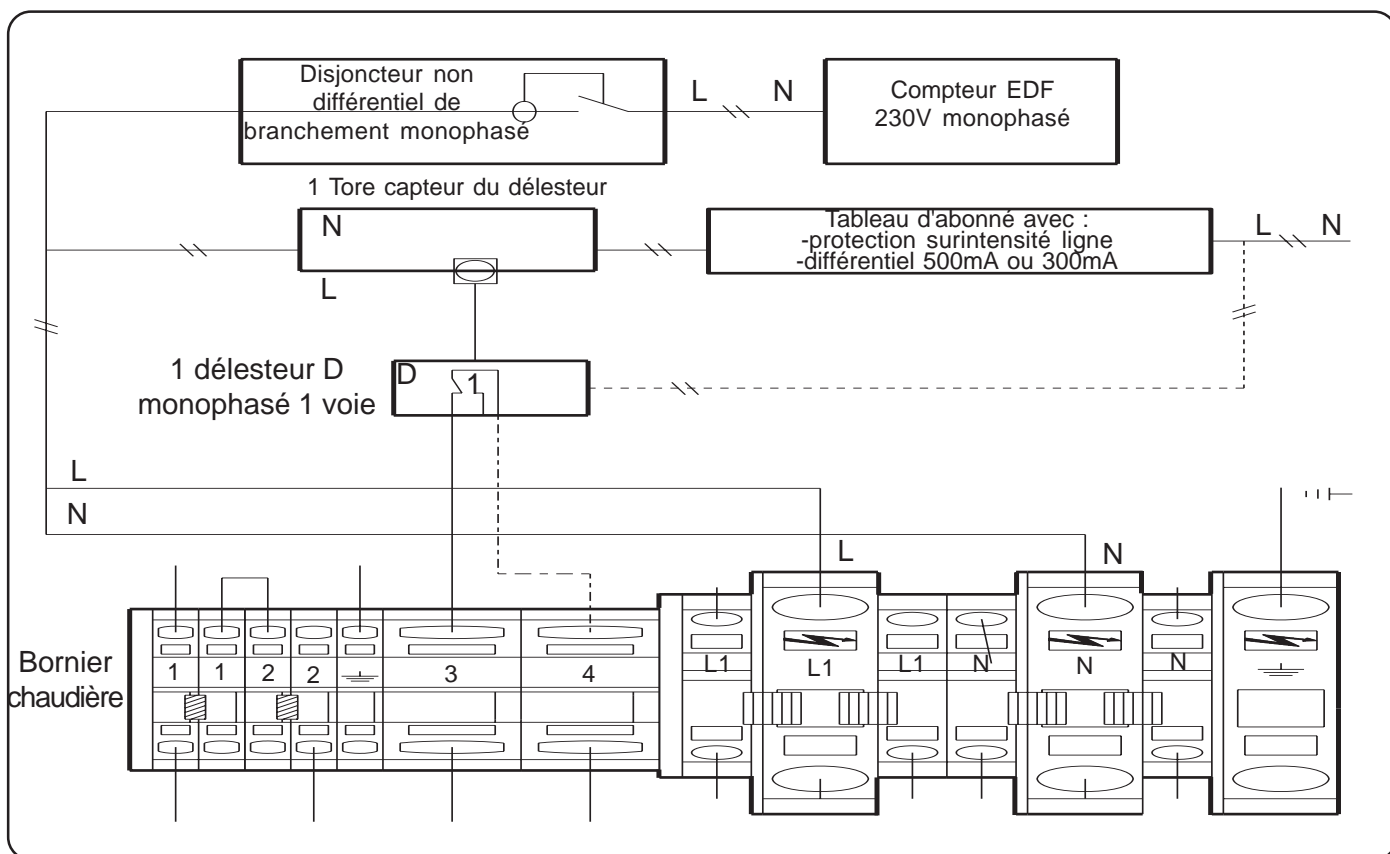 Disjoncteur non
différentiel de
branchement monophasé
L N
Compteur EDF
230V monophasé
1 Tore capteur du délesteur
N
L
Tableau d'abonné avec :
-protection surintensité ligne
-différentiel 500mA ou 300mA
L N
1 délesteur D
monophasé 1 voie
D
1
L
N
L
N
Bornier
chaudière
1 1 2 2 3 4 L1 L1 L1 N N N